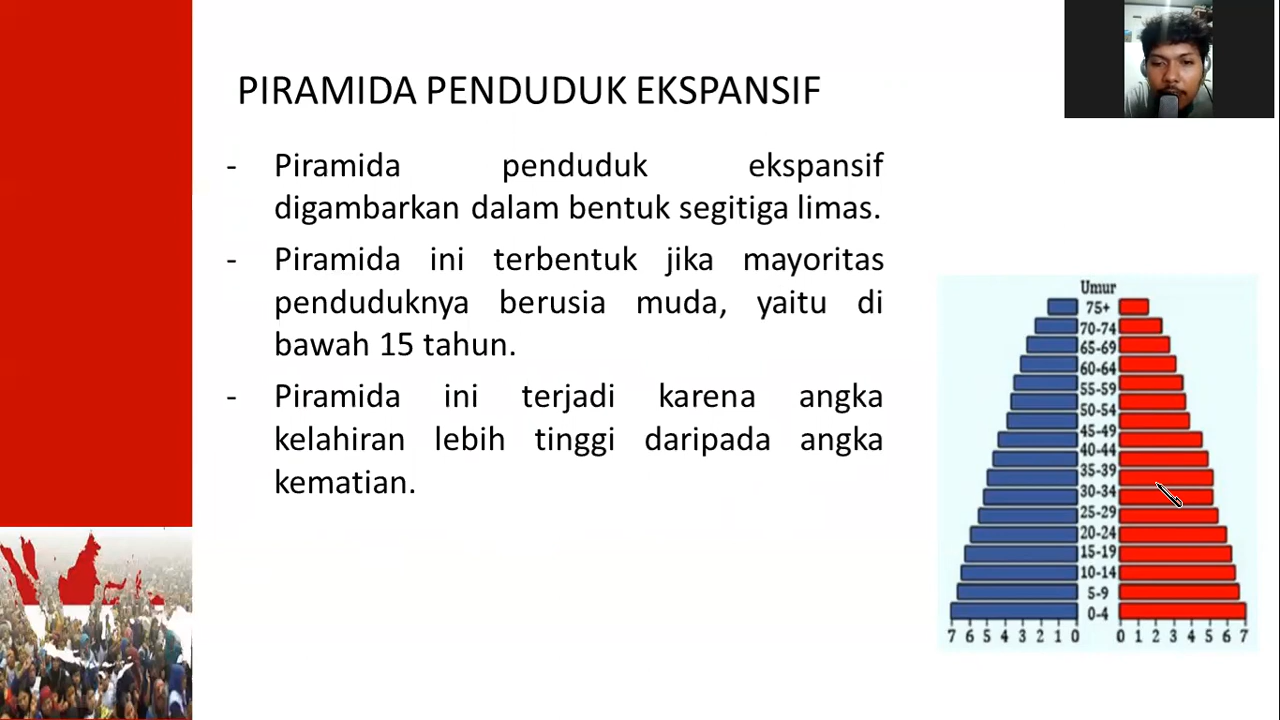 PIRAMIDA PENDUDUK EKSPANSIF
- Piramida penduduk ekspansif
digambarkan dalam bentuk segitiga limas.
- Piramida ini terbentuk jika mayoritas
penduduknya berusia muda, yaitu di
bawah 15 tahun.
- Piramida ini terjadi karena angka
kelahiran lebih tinggi daripada angka
kematian.
Umur
75+
70-74
65-69
60-64
55-59
50-54
45-49
40-44
35-39
30-34
25-29
20-24
15-19
10-14
5-9
0-4
7 6 5 4 3 2 1 0 0 1 2 3 4 5 6 7